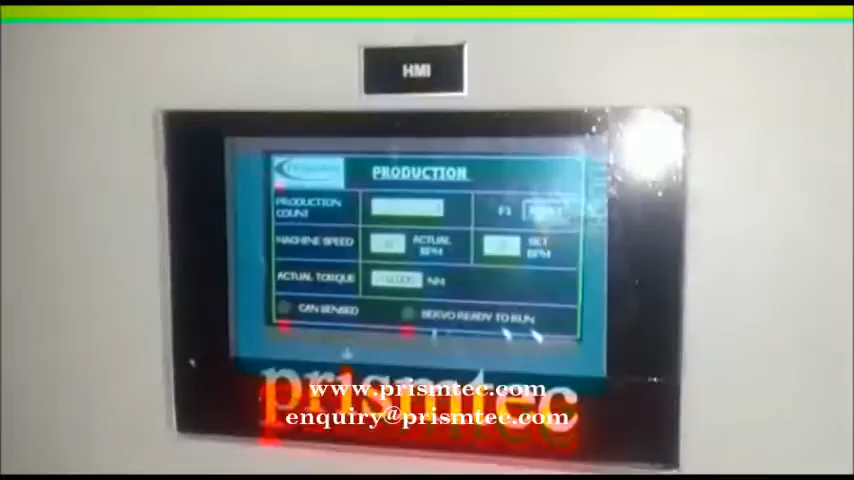 HMI
PRODUCTION
PRODUCTION COUNT
F1
MACHINE SPEED
ACTUAL BPM
SET BPM
ACTUAL TORQUE
NM
CAN SENSED
SERVO READY TO RUN
prismtec
www.prismtec.com
enquiry@prismtec.com